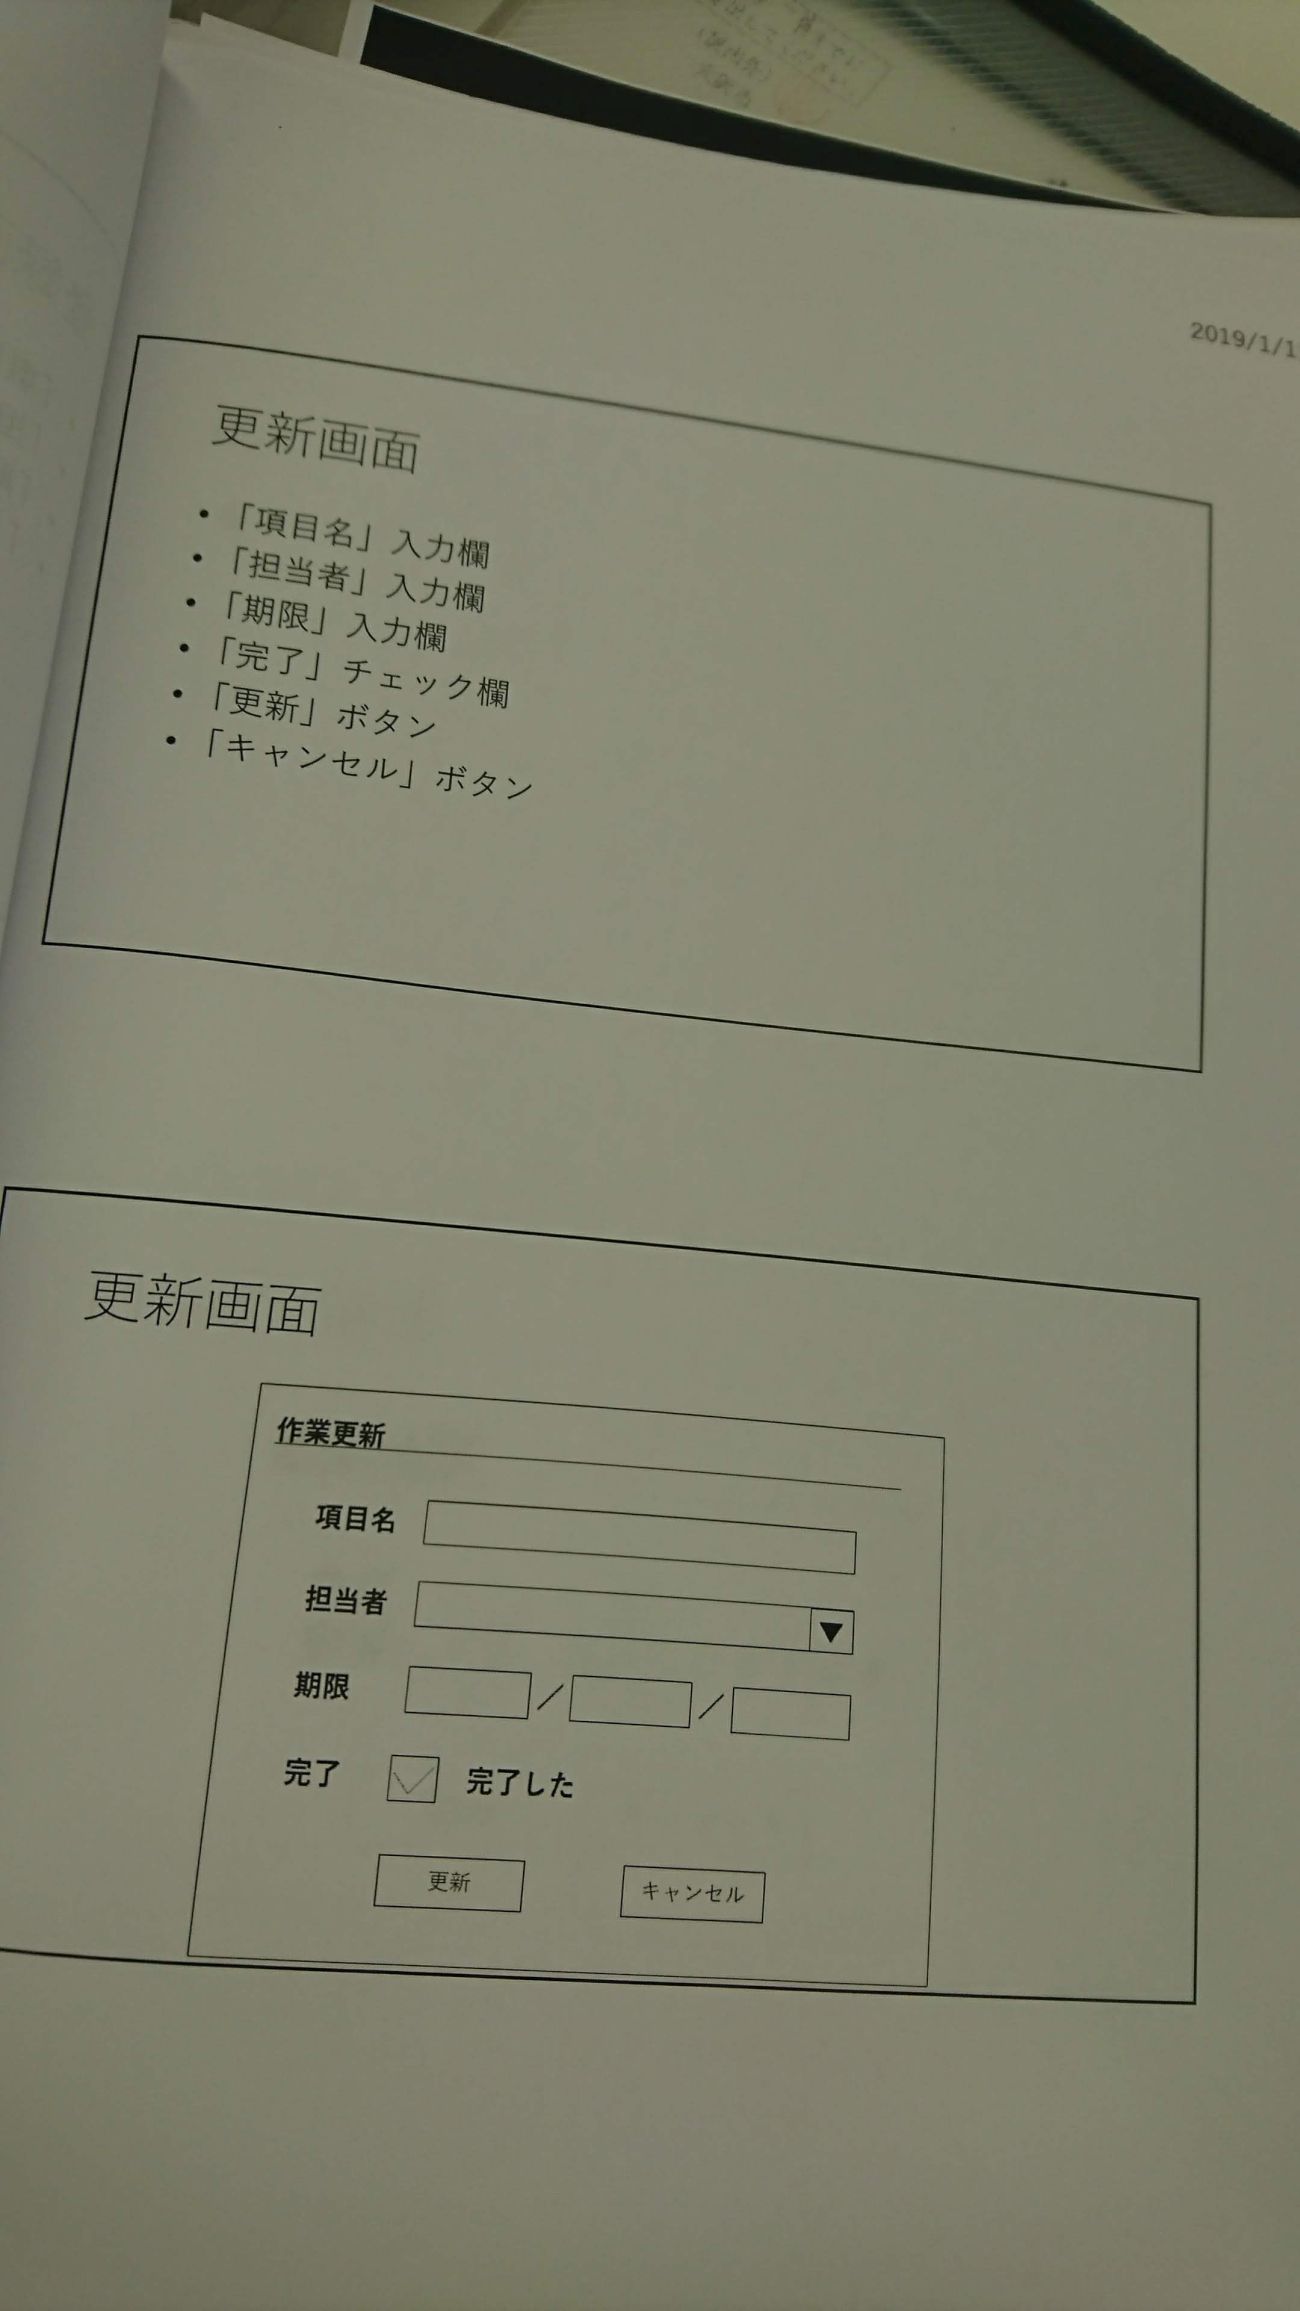 2019/1/1
更新画面
•「項目名」入力欄
•「担当者」入力欄
•「期限」入力欄
•「完了」チェック欄
•「更新」ボタン
•「キャンセル」ボタン
更新画面
作業更新
項目名
担当者 ▼
期限 / /
完了 完了した
更新 キャンセル